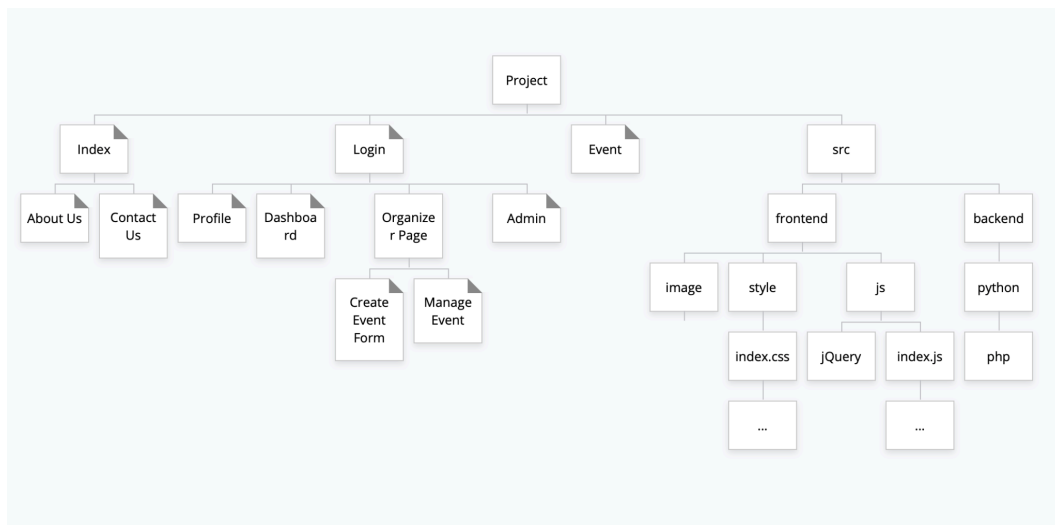 Project
Index
Login
Event
src
About Us
Contact
Us
Profile
Dashboa
rd
Organize
r Page
Admin
frontend
backend
Create
Event
Form
Manage
Event
image
style
js
python
index.css
jQuery
index.js
php
...
...